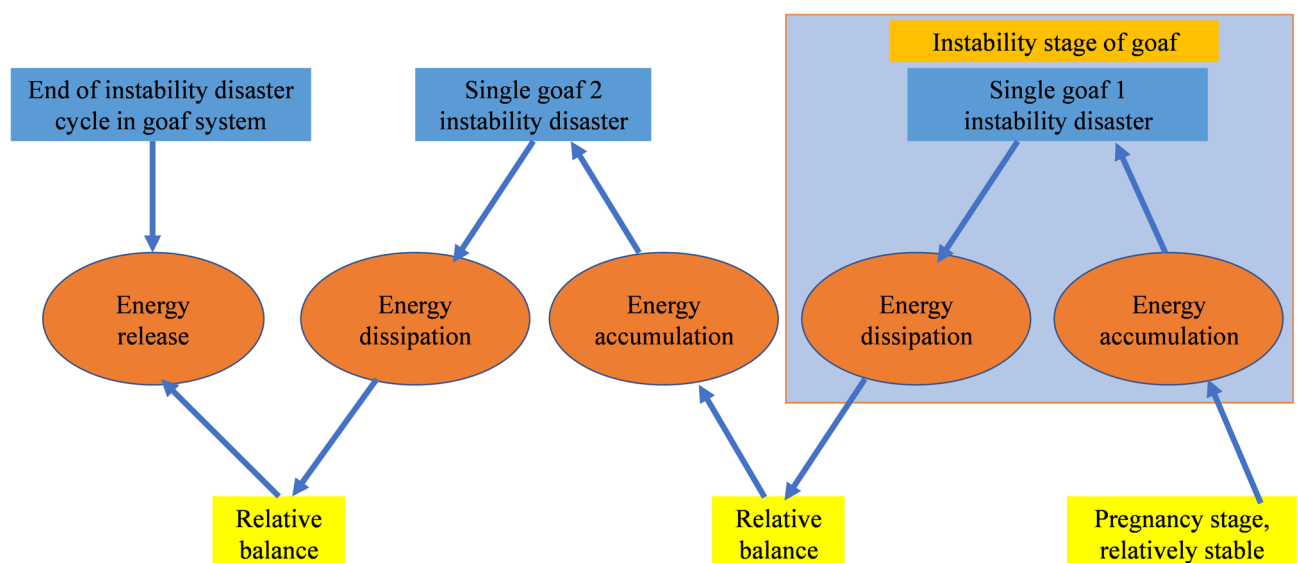 Instability stage of goaf
End of instability disaster
cycle in goaf system
Single goaf 2
instability disaster
Single goaf 1
instability disaster
Energy
release
Energy
dissipation
Energy
accumulation
Energy
dissipation
Energy
accumulation
Relative
balance
Relative
balance
Pregnancy stage,
relatively stable